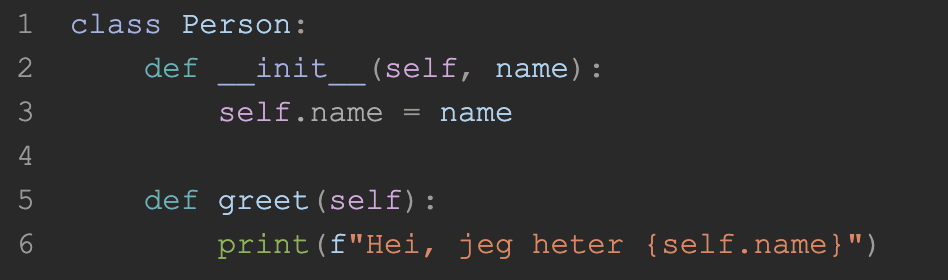 1 class Person:
2     def __init__(self, name):
3         self.name = name
4
5     def greet(self):
6         print(f"Hei, jeg heter {self.name}")